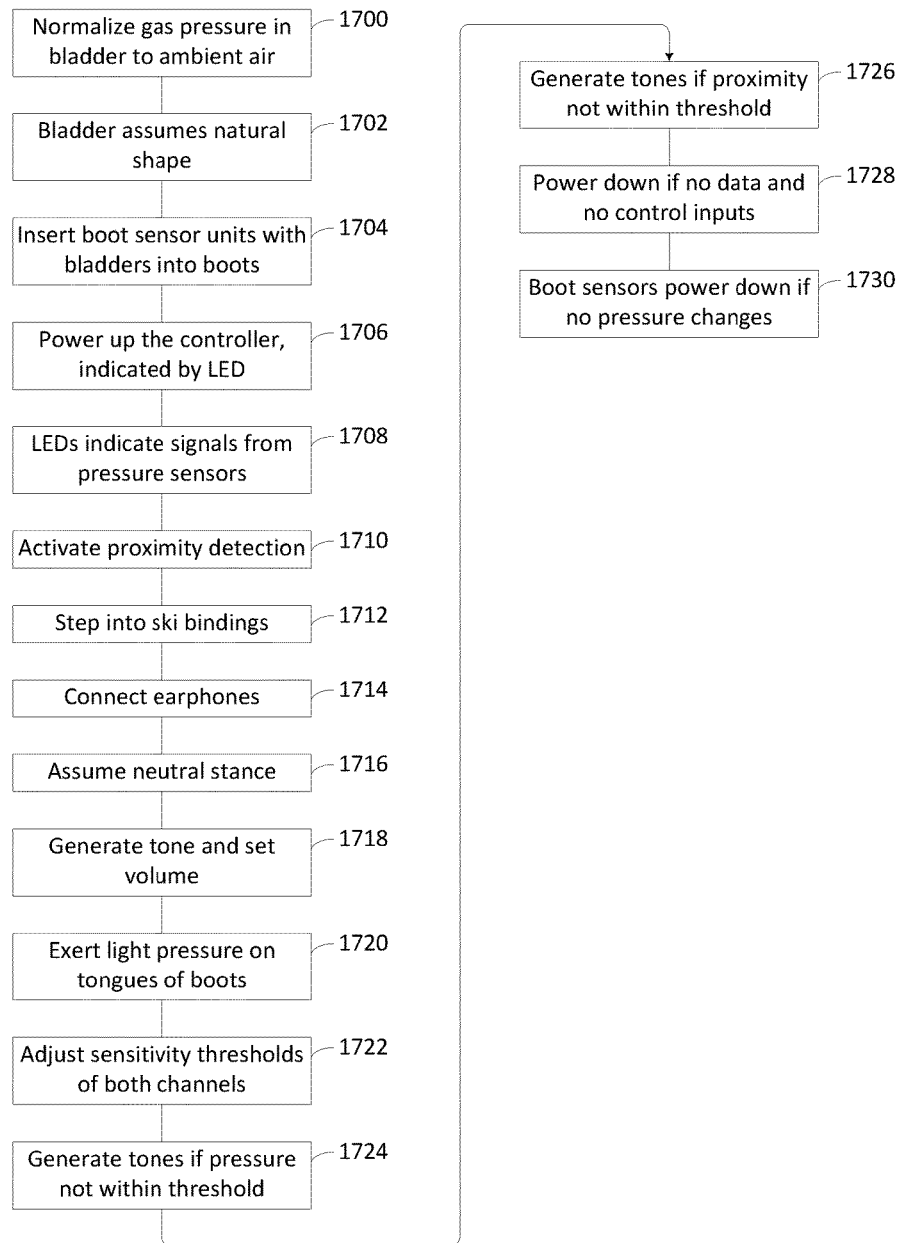 Normalize gas pressure in
bladder to ambient air
1700
Bladder assumes natural
shape
1702
Insert boot sensor units with
bladders into boots
1704
Power up the controller,
indicated by LED
1706
LEDs indicate signals from
pressure sensors
1708
Activate proximity detection
1710
Step into ski bindings
1712
Connect earphones
1714
Assume neutral stance
1716
Generate tone and set
volume
1718
Exert light pressure on
tongues of boots
1720
Adjust sensitivity thresholds
of both channels
1722
Generate tones if pressure
not within threshold
1724
Generate tones if proximity
not within threshold
1726
Power down if no data and
no control inputs
1728
Boot sensors power down if
no pressure changes
1730